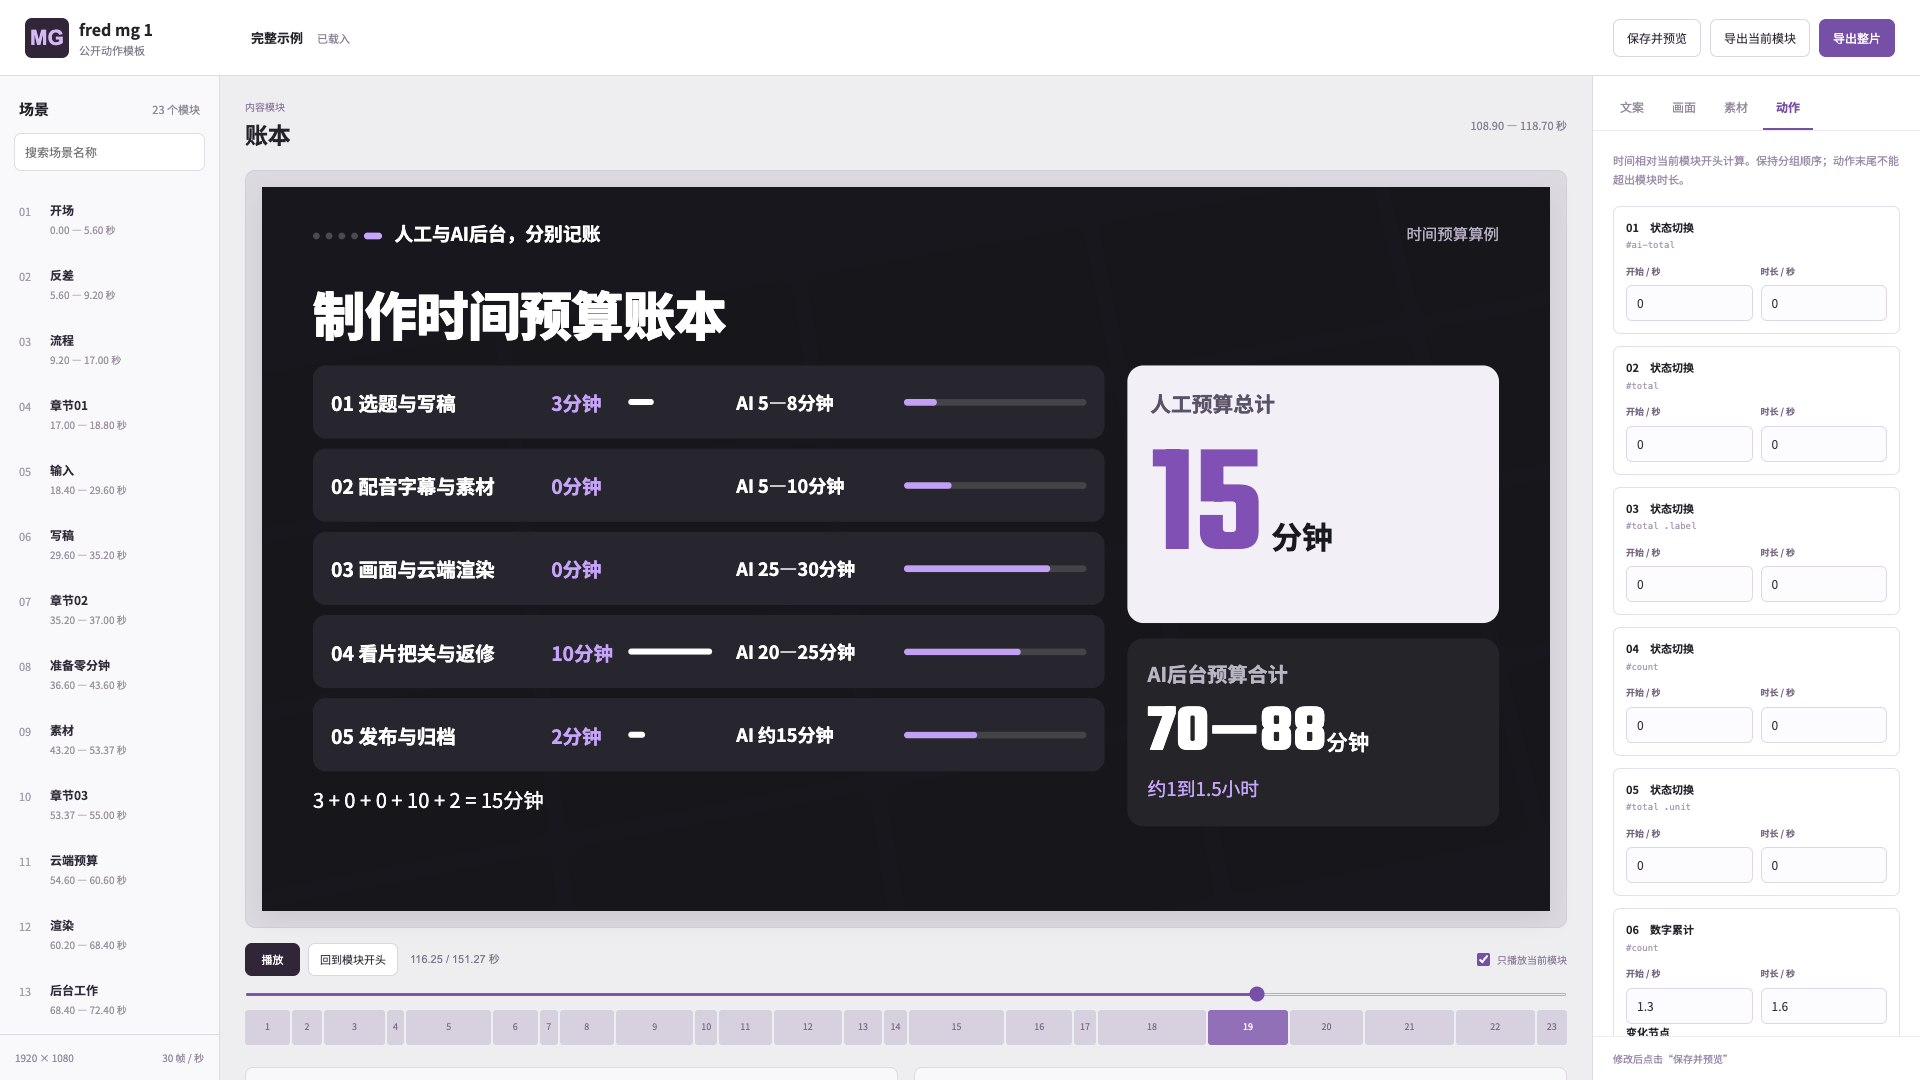 MG
fred mg 1
公开动作模板
完整示例
已载入
保存并预览
导出当前模块
导出整片
场景
23 个模块
搜索场景名称
01
开场
0.00 — 5.60 秒
02
反差
5.60 — 9.20 秒
03
流程
9.20 — 17.00 秒
04
章节01
17.00 — 18.80 秒
05
输入
18.40 — 29.60 秒
06
写稿
29.60 — 35.20 秒
07
章节02
35.20 — 37.00 秒
08
准备零分钟
36.60 — 43.60 秒
09
素材
43.20 — 53.37 秒
10
章节03
53.37 — 55.00 秒
11
云端预算
54.60 — 60.60 秒
12
渲染
60.20 — 68.40 秒
13
后台工作
68.40 — 72.40 秒
1920 × 1080
30 帧 / 秒
内容模块
账本
108.90 — 118.70 秒
人工与AI后台，分别记账
时间预算算例
制作时间预算账本
01 选题与写稿
3分钟
AI 5—8分钟
02 配音字幕与素材
0分钟
AI 5—10分钟
03 画面与云端渲染
0分钟
AI 25—30分钟
04 看片把关与返修
10分钟
AI 20—25分钟
05 发布与归档
2分钟
AI 约15分钟
3 + 0 + 0 + 10 + 2 = 15分钟
人工预算总计
15 分钟
AI后台预算合计
70—88分钟
约1到1.5小时
播放
回到模块开头
116.25 / 151.27 秒
只播放当前模块
1
2
3
4
5
6
7
8
9
10
11
12
13
14
15
16
17
18
19
20
21
22
23
文案
画面
素材
动作
时间相对当前模块开头计算。保持分组顺序；动作末尾不能
超出模块时长。
01 状态切换
#ai-total
开始 / 秒
时长 / 秒
0
0
02 状态切换
#total
开始 / 秒
时长 / 秒
0
0
03 状态切换
#total .label
开始 / 秒
时长 / 秒
0
0
04 状态切换
#count
开始 / 秒
时长 / 秒
0
0
05 状态切换
#total .unit
开始 / 秒
时长 / 秒
0
0
06 数字累计
#count
开始 / 秒
时长 / 秒
1.3
1.6
变化节点
修改后点击“保存并预览”